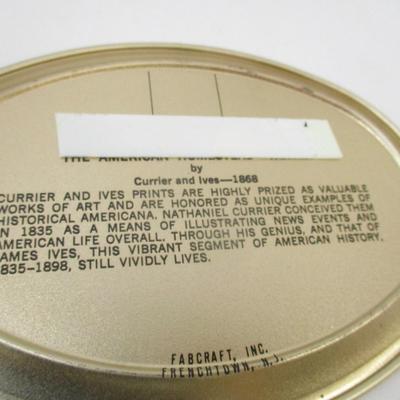 THE AMERICAN HOMESTEAD
by
Currier and Ives—1868
CURRIER AND IVES PRINTS ARE HIGHLY PRIZED AS VALUABLE
WORKS OF ART AND ARE HONORED AS UNIQUE EXAMPLES OF
HISTORICAL AMERICANA. NATHANIEL CURRIER CONCEIVED THEM
IN 1835 AS A MEANS OF ILLUSTRATING NEWS EVENTS AND
AMERICAN LIFE OVERALL. THROUGH HIS GENIUS, AND THAT OF
JAMES IVES, THIS VIBRANT SEGMENT OF AMERICAN HISTORY,
1835-1898, STILL VIVIDLY LIVES.
FABCRAFT, INC.
FRENCHTOWN, N.J.